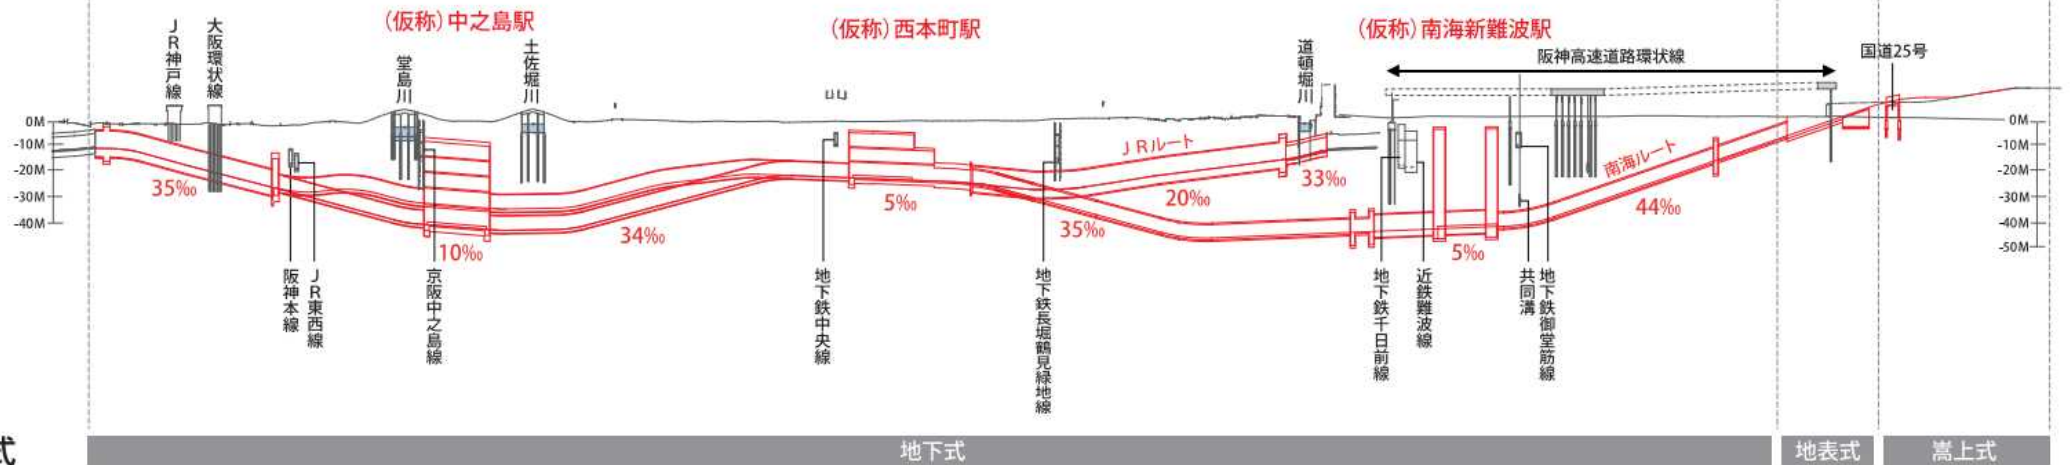 （仮称）中之島駅
（仮称）西本町駅
（仮称）南海新難波駅
ＪＲ神戸線
大阪環状線
堂島川
土佐堀川
道頓堀川
阪神高速道路環状線
国道25号
0M
-10M
-20M
-30M
-40M
0M
-10M
-20M
-30M
-40M
-50M
ＪＲルート
南海ルート
35‰
10‰
34‰
5‰
35‰
20‰
33‰
5‰
44‰
阪神本線
ＪＲ東西線
京阪中之島線
地下鉄中央線
地下鉄長堀鶴見緑地線
地下鉄千日前線
近鉄難波線
共同溝
地下鉄御堂筋線
式
地下式
地表式
嵩上式